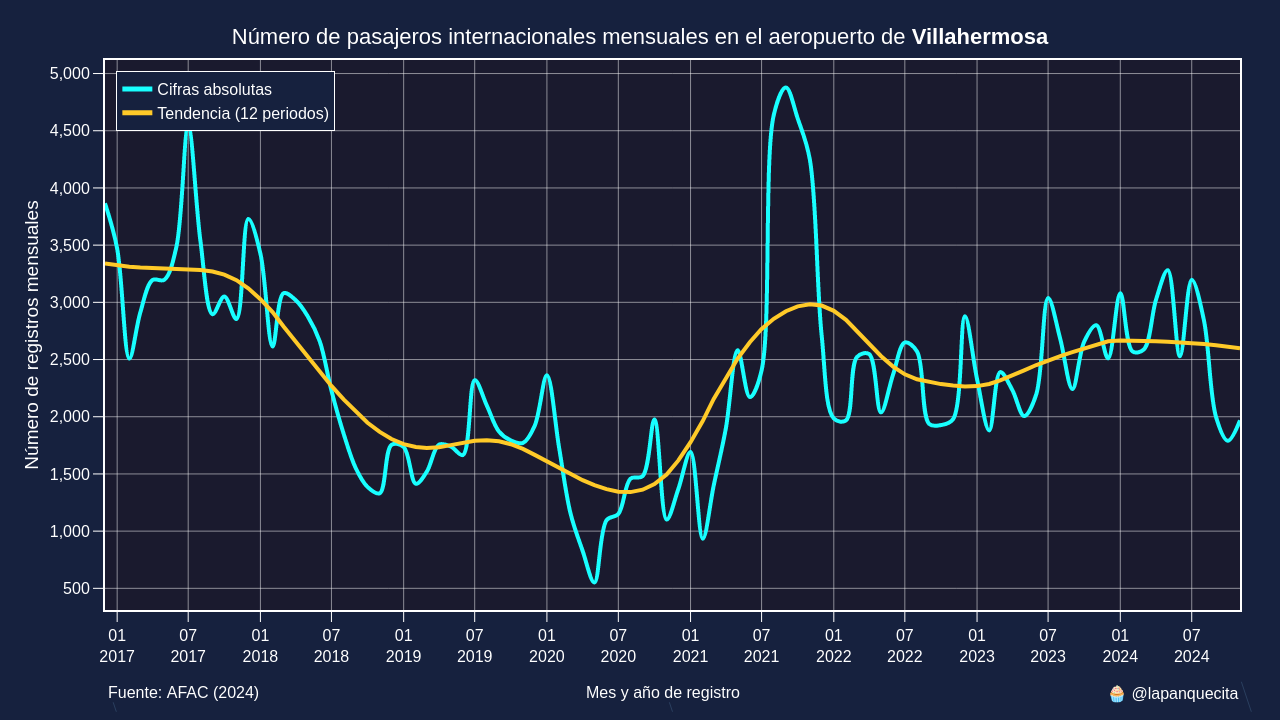 Número de pasajeros internacionales mensuales en el aeropuerto de Villahermosa
Cifras absolutas
Tendencia (12 periodos)
Número de registros mensuales
5,000
4,500
4,000
3,500
3,000
2,500
2,000
1,500
1,000
500
01 07 01 07 01 07 01 07 01 07 01 07 01 07 01 07
2017 2017 2018 2018 2019 2019 2020 2020 2021 2021 2022 2022 2023 2023 2024 2024
Fuente: AFAC (2024)
Mes y año de registro
🧁 @lapanquecita